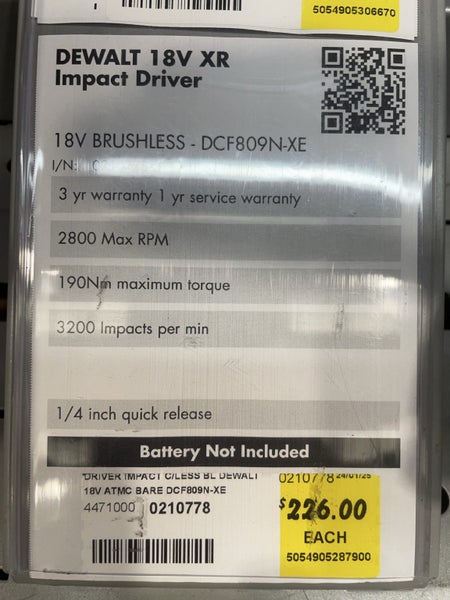 5054905306670
DEWALT 18V XR
Impact Driver
18V BRUSHLESS - DCF809N-XE
I/N:
3 yr warranty 1 yr service warranty
2800 Max RPM
190Nm maximum torque
3200 Impacts per min
1/4 inch quick release
Battery Not Included
DRIVER IMPACT C/LESS BL DEWALT
18V ATMC BARE DCF809N-XE
4471000 0210778
0210778 24/01/25
$226.00
EACH
5054905287900